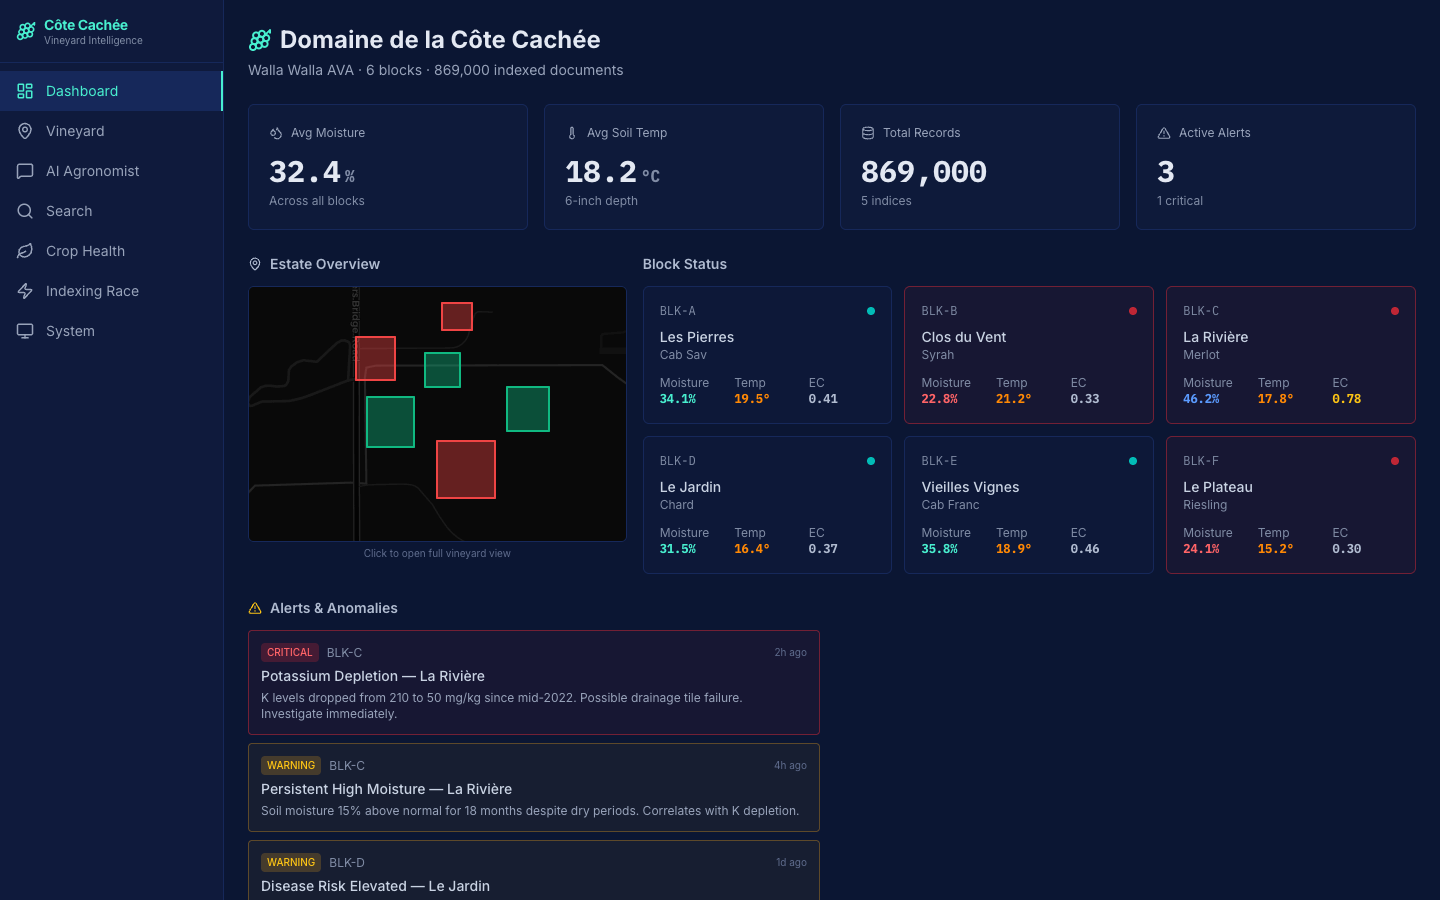 Côte Cachée
Vineyard Intelligence
Dashboard
Vineyard
AI Agronomist
Search
Crop Health
Indexing Race
System
Domaine de la Côte Cachée
Walla Walla AVA · 6 blocks · 869,000 indexed documents
Avg Moisture
32.4 %
Across all blocks
Avg Soil Temp
18.2 °C
6-inch depth
Total Records
869,000
5 indices
Active Alerts
3
1 critical
Estate Overview
Click to open full vineyard view
Block Status
BLK-A
Les Pierres
Cab Sav
Moisture Temp EC
34.1% 19.5° 0.41
BLK-B
Clos du Vent
Syrah
Moisture Temp EC
22.8% 21.2° 0.33
BLK-C
La Rivière
Merlot
Moisture Temp EC
46.2% 17.8° 0.78
BLK-D
Le Jardin
Chard
Moisture Temp EC
31.5% 16.4° 0.37
BLK-E
Vieilles Vignes
Cab Franc
Moisture Temp EC
35.8% 18.9° 0.46
BLK-F
Le Plateau
Riesling
Moisture Temp EC
24.1% 15.2° 0.30
Alerts & Anomalies
CRITICAL BLK-C 2h ago
Potassium Depletion — La Rivière
K levels dropped from 210 to 50 mg/kg since mid-2022. Possible drainage tile failure.
Investigate immediately.
WARNING BLK-C 4h ago
Persistent High Moisture — La Rivière
Soil moisture 15% above normal for 18 months despite dry periods. Correlates with K depletion.
WARNING BLK-D 1d ago
Disease Risk Elevated — Le Jardin